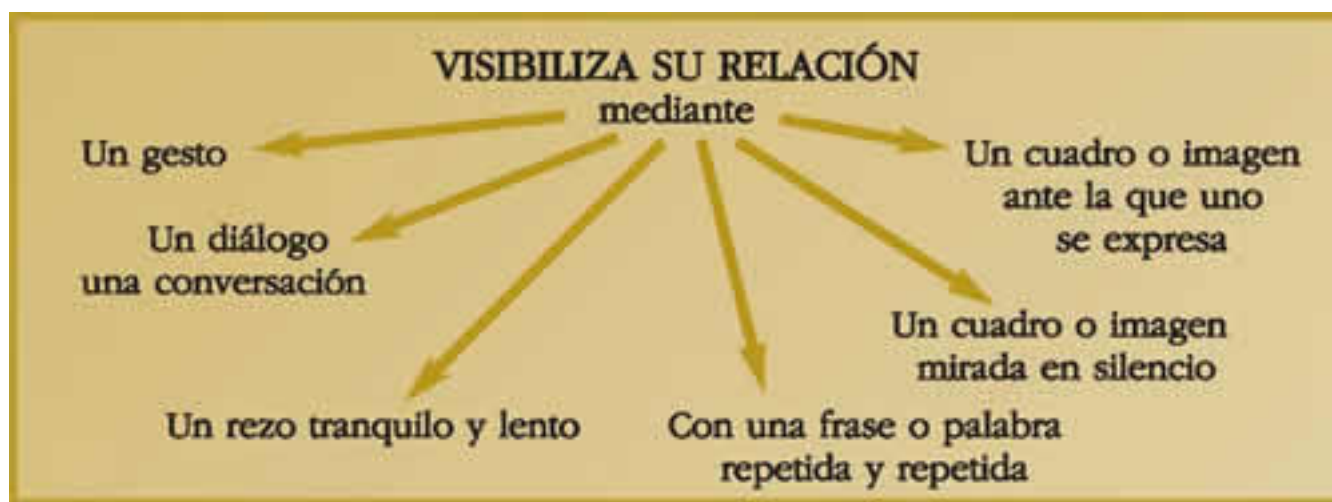 VISIBILIZA SU RELACIÓN
mediante
Un gesto
Un diálogo
una conversación
Un rezo tranquilo y lento
Con una frase o palabra
repetida y repetida
Un cuadro o imagen
mirada en silencio
Un cuadro o imagen
ante la que uno
se expresa